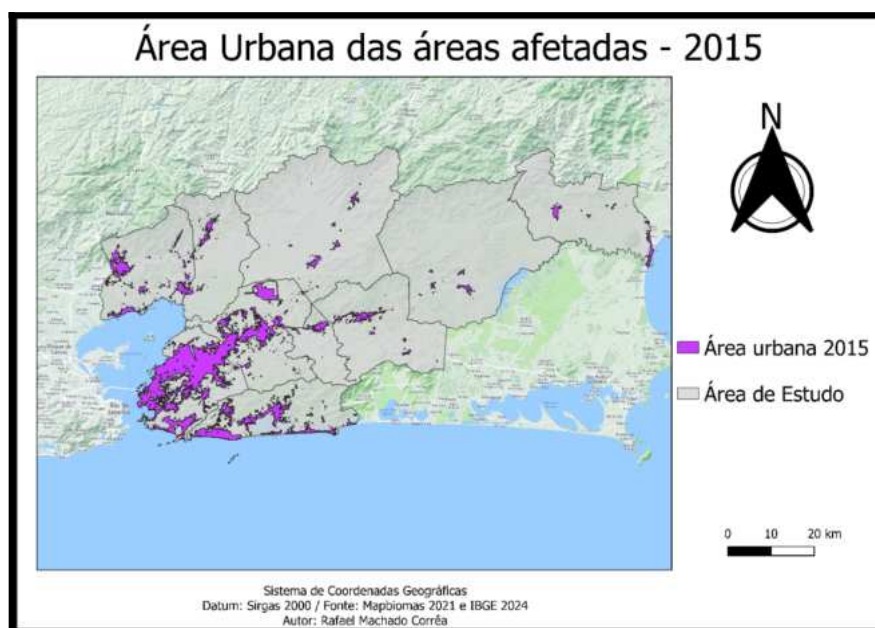 Área Urbana das áreas afetadas - 2015
N
Área urbana 2015
Área de Estudo
0 10 20 km
Sistema de Coordenadas Geográficas
Datum: Sirgas 2000 / Fonte: Mapbiomas 2021 e IBGE 2024
Autor: Rafael Machado Corrêa